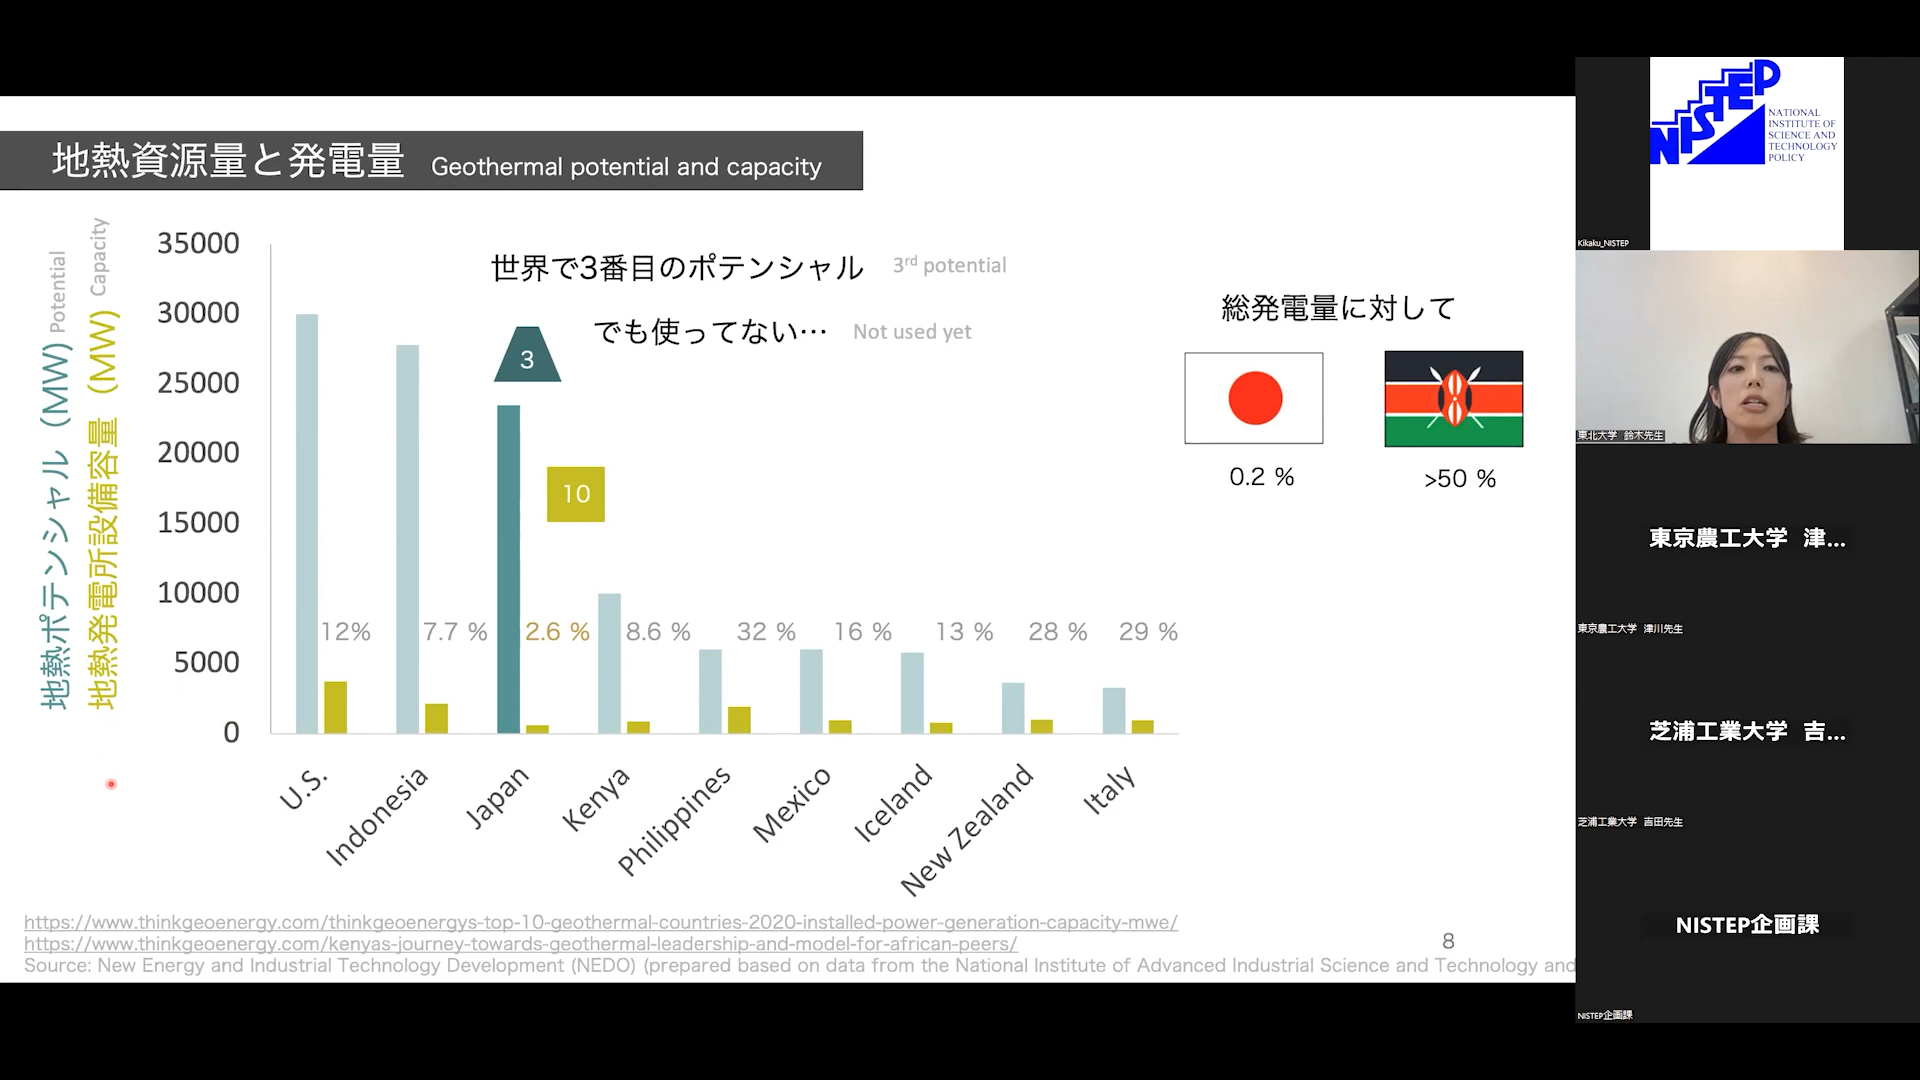 地熱資源量と発電量 Geothermal potential and capacity
地熱ポテンシャル（MW) Potential
地熱発電所設備容量（MW) Capacity
35000
30000
25000
20000
15000
10000
5000
0
世界で3番目のポテンシャル 3rd potential
でも使ってない… Not used yet
3
10
12% 7.7 % 2.6 % 8.6 % 32 % 16 % 13 % 28 % 29 %
U.S. Indonesia Japan Kenya Philippines Mexico Iceland New Zealand Italy
総発電量に対して
0.2 % >50 %
https://www.thinkgeoenergy.com/thinkgeoenergys-top-10-geothermal-countries-2020-installed-power-generation-capacity-mwe/
https://www.thinkgeoenergy.com/kenyas-journey-towards-geothermal-leadership-and-model-for-african-peers/
Source: New Energy and Industrial Technology Development (NEDO) (prepared based on data from the National Institute of Advanced Industrial Science and Technology and
8
NISTEP
NATIONAL
INSTITUTE OF
SCIENCE AND
TECHNOLOGY
POLICY
Kikaku_NISTEP
東北大学 鈴木先生
東京農工大学 津...
東京農工大学 津川先生
芝浦工業大学 吉...
芝浦工業大学 吉田先生
NISTEP企画課
NISTEP企画課